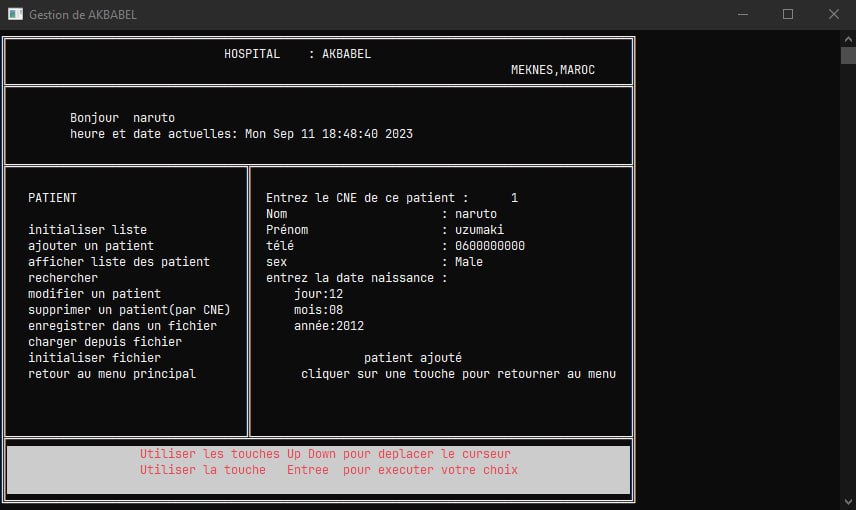 Gestion de AKBABEL
HOSPITAL : AKBABEL
MEKNES,MAROC
Bonjour naruto
heure et date actuelles: Mon Sep 11 18:48:40 2023
PATIENT
initialiser liste
ajouter un patient
afficher liste des patient
rechercher
modifier un patient
supprimer un patient(par CNE)
enregistrer dans un fichier
charger depuis fichier
initialiser fichier
retour au menu principal
Entrez le CNE de ce patient : 1
Nom : naruto
Prénom : uzumaki
télé : 0600000000
sex : Male
entrez la date naissance :
jour:12
mois:08
année:2012
patient ajouté
cliquer sur une touche pour retourner au menu
Utiliser les touches Up Down pour deplacer le curseur
Utiliser la touche Entree pour executer votre choix